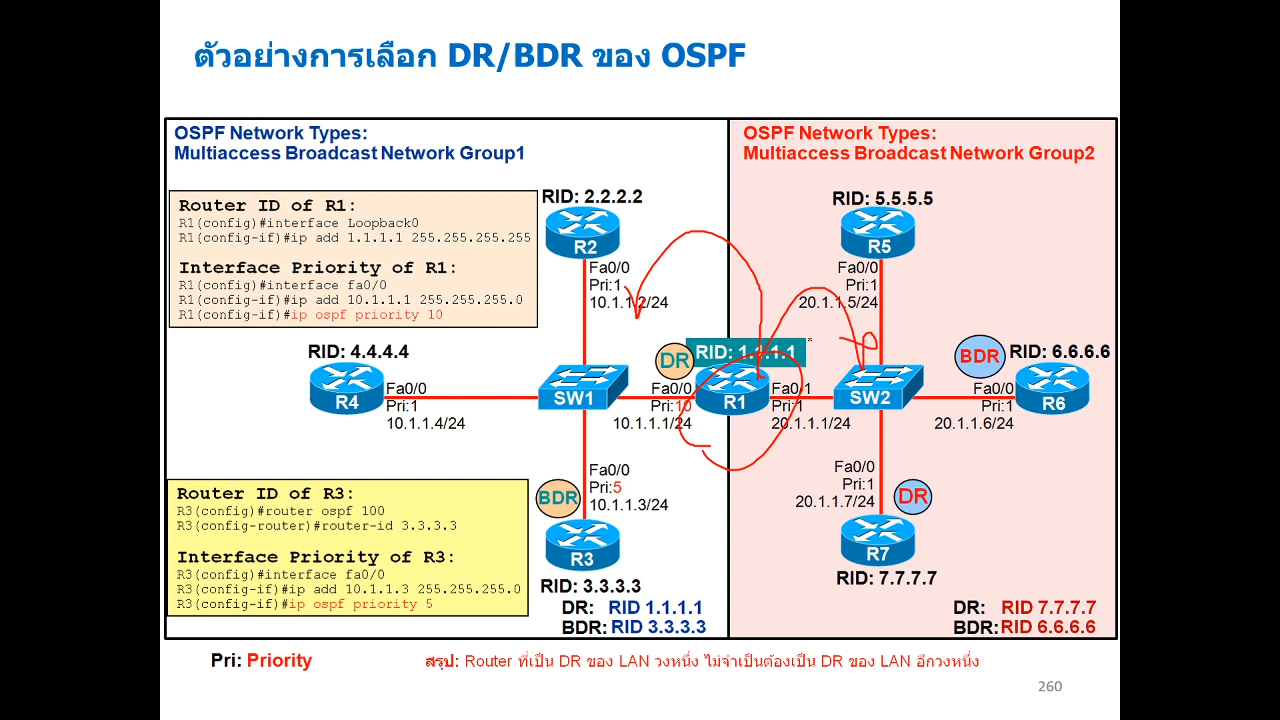 ตัวอย่างการเลือก DR/BDR ของ OSPF
OSPF Network Types:
Multiaccess Broadcast Network Group1
OSPF Network Types:
Multiaccess Broadcast Network Group2
Router ID of R1:
R1(config)#interface Loopback0
R1(config-if)#ip add 1.1.1.1 255.255.255.255
Interface Priority of R1:
R1(config)#interface fa0/0
R1(config-if)#ip add 10.1.1.1 255.255.255.0
R1(config-if)#ip ospf priority 10
RID: 2.2.2.2
R2
Fa0/0
Pri:1
10.1.1.2/24
RID: 5.5.5.5
R5
Fa0/0
Pri:1
20.1.1.5/24
RID: 4.4.4.4
R4
Fa0/0
Pri:1
10.1.1.4/24
SW1
DR
RID: 1.1.1.1
Fa0/0
Pri:10
10.1.1.1/24
R1
Fa0/1
Pri:1
20.1.1.1/24
SW2
BDR
RID: 6.6.6.6
Fa0/0
Pri:1
20.1.1.6/24
R6
Router ID of R3:
R3(config)#router ospf 100
R3(config-router)#router-id 3.3.3.3
Interface Priority of R3:
R3(config)#interface fa0/0
R3(config-if)#ip add 10.1.1.3 255.255.255.0
R3(config-if)#ip ospf priority 5
Fa0/0
Pri:5
10.1.1.3/24
BDR
R3
RID: 3.3.3.3
DR: RID 1.1.1.1
BDR: RID 3.3.3.3
Fa0/0
Pri:1
20.1.1.7/24
DR
R7
RID: 7.7.7.7
DR: RID 7.7.7.7
BDR: RID 6.6.6.6
Pri: Priority
สรุป: Router ที่เป็น DR ของ LAN วงหนึ่ง ไม่จำเป็นต้องเป็น DR ของ LAN อีกวงหนึ่ง
260